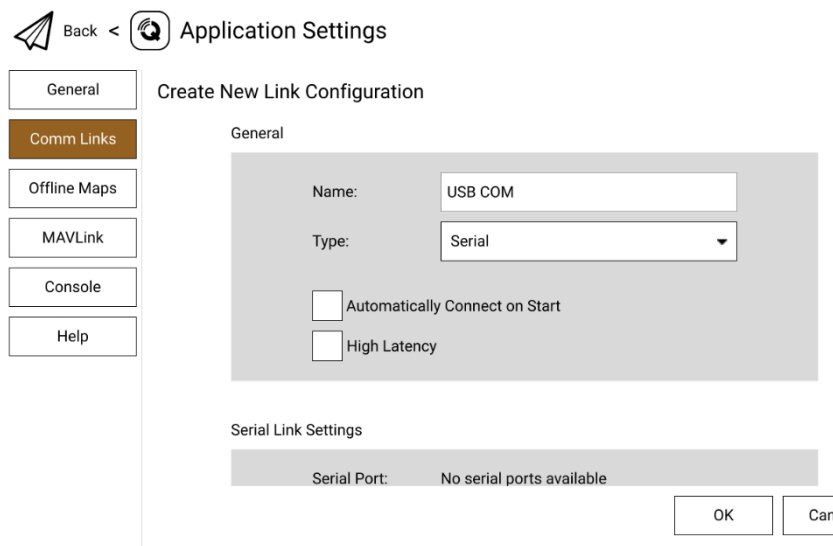 Back < Application Settings
General
Comm Links
Offline Maps
MAVLink
Console
Help
Create New Link Configuration
General
Name: USB COM
Type: Serial
Automatically Connect on Start
High Latency
Serial Link Settings
Serial Port: No serial ports available
OK